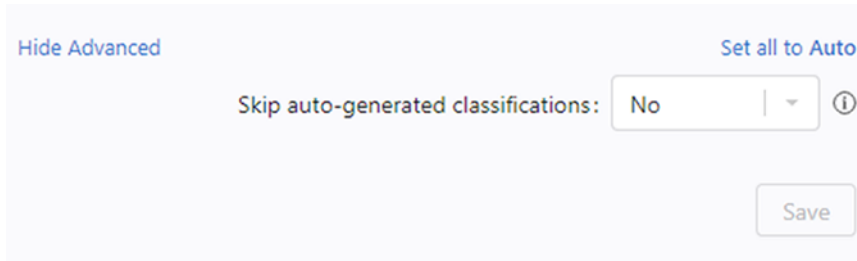 Hide Advanced
Set all to Auto
Skip auto-generated classifications:
No
Save